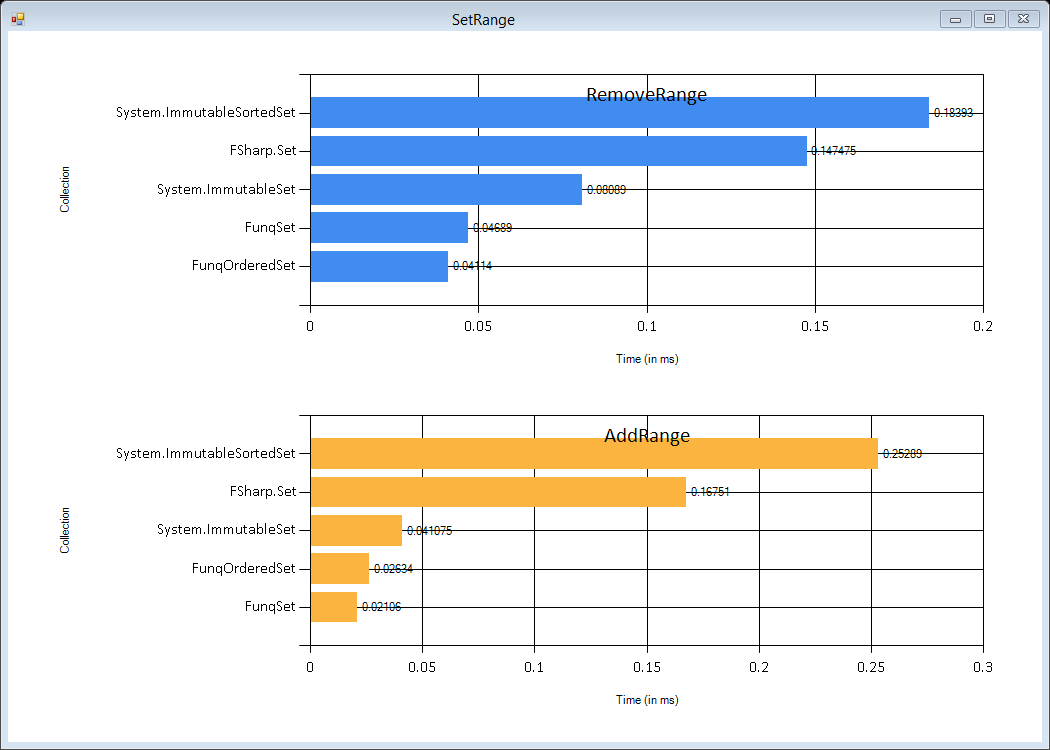 SetRange
RemoveRange
System.ImmutableSortedSet 0.18393
FSharp.Set 0.147475
System.ImmutableSet 0.08089
FunqSet 0.04689
FunqOrderedSet 0.04114
Collection
0 0.05 0.1 0.15 0.2
Time (in ms)
AddRange
System.ImmutableSortedSet 0.25289
FSharp.Set 0.16751
System.ImmutableSet 0.041075
FunqOrderedSet 0.02634
FunqSet 0.02106
Collection
0 0.05 0.1 0.15 0.2 0.25 0.3
Time (in ms)